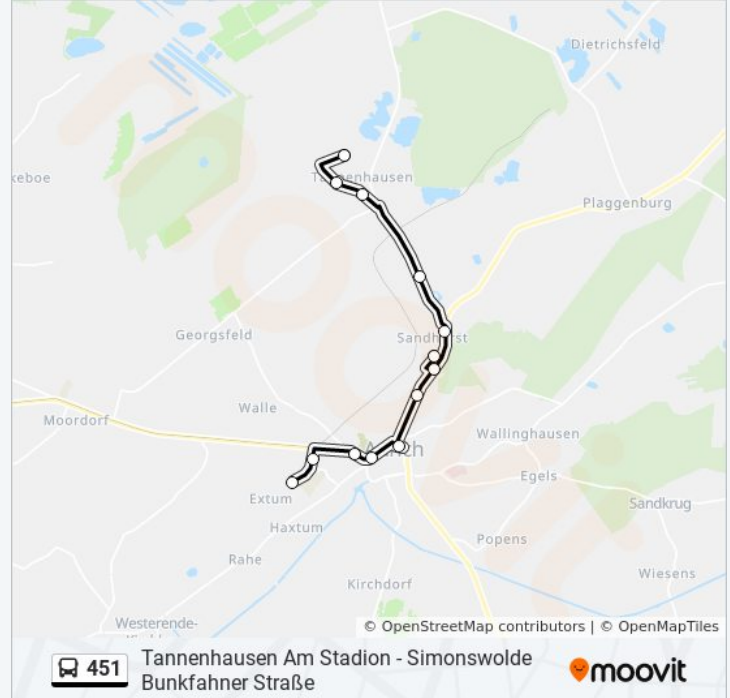 Dietrichsfeld
keboe
Tannenhausen
Plaggenburg
Georgsfeld
Sandhorst
Walle
Moordorf
Wallinghausen
Aurich
Egels
Extum
Sandkrug
Haxtum
Popens
Rahe
Wiesens
Kirchdorf
Westerende-
© OpenStreetMap contributors | © OpenMapTiles
451 Tannenhausen Am Stadion - Simonswolde
Bunkfahner Straße
moovit